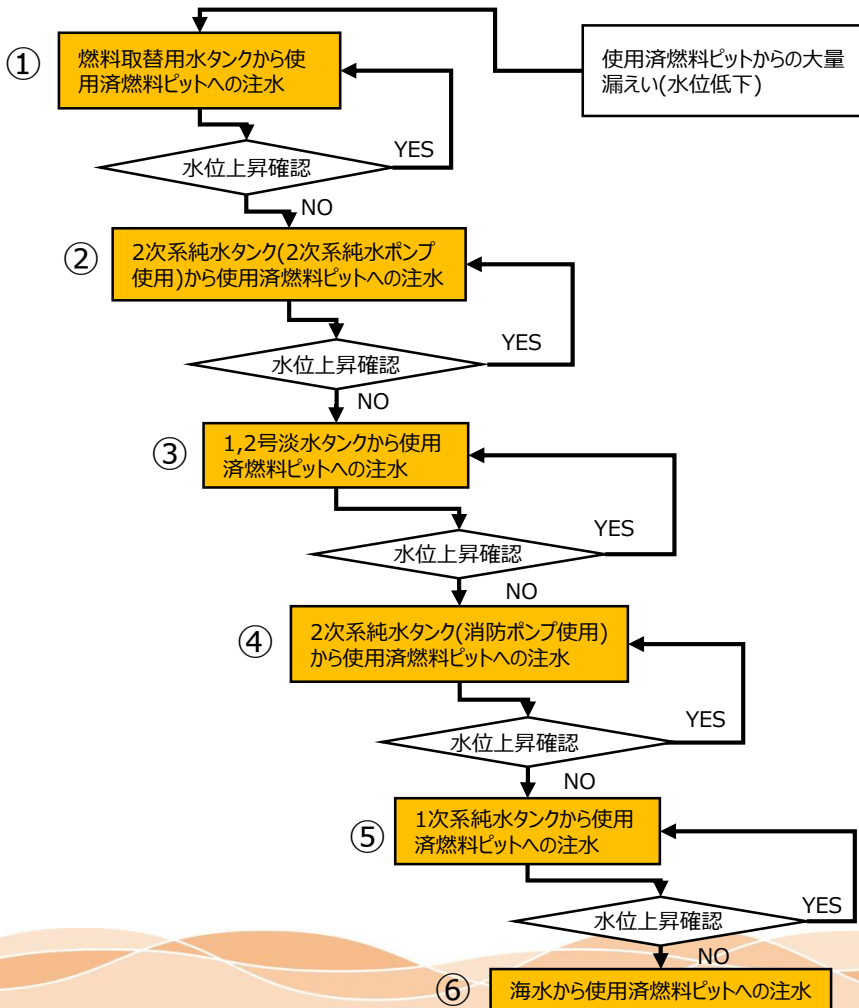 使用済燃料ピットからの大量
漏えい(水位低下)
①
燃料取替用水タンクから使
用済燃料ピットへの注水
水位上昇確認
YES
NO
②
2次系純水タンク(2次系純水ポンプ
使用)から使用済燃料ピットへの注水
水位上昇確認
YES
NO
③
1,2号淡水タンクから使用
済燃料ピットへの注水
水位上昇確認
YES
NO
④
2次系純水タンク(消防ポンプ使用)
から使用済燃料ピットへの注水
水位上昇確認
YES
NO
⑤
1次系純水タンクから使用
済燃料ピットへの注水
水位上昇確認
YES
NO
⑥
海水から使用済燃料ピットへの注水